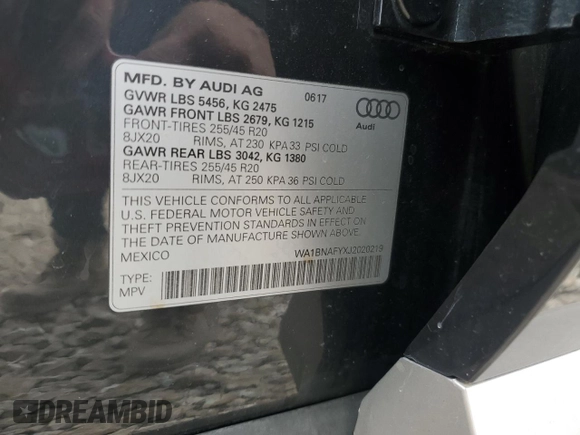 MFD. BY AUDI AG
0617
GVWR LBS 5456, KG 2475
GAWR FRONT LBS 2679, KG 1215
FRONT-TIRES 255/45 R20
8JX20 RIMS, AT 230 KPA 33 PSI COLD
GAWR REAR LBS 3042, KG 1380
REAR-TIRES 255/45 R20
8JX20 RIMS, AT 250 KPA 36 PSI COLD
Audi
THIS VEHICLE CONFORMS TO ALL APPLICABLE
U.S. FEDERAL MOTOR VEHICLE SAFETY AND
THEFT PREVENTION STANDARDS IN EFFECT ON
THE DATE OF MANUFACTURE SHOWN ABOVE.
MEXICO
WA1BNAFYXJ2020219
TYPE:
MPV
DREAMBID